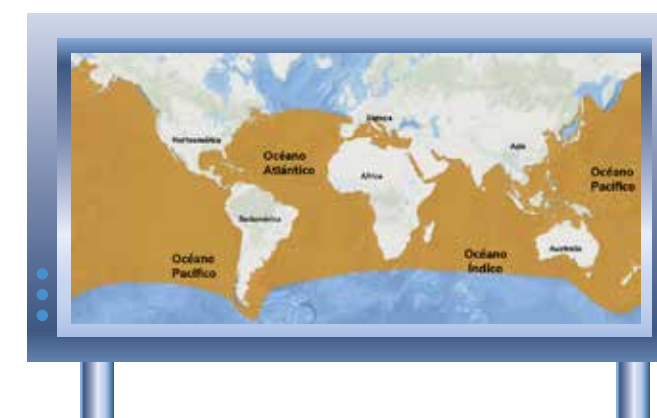 Norteamérica
Europa
Asia
Océano
Atlántico
África
Océano
Pacífico
Sudamérica
Océano
Pacífico
Océano
Índico
Australia